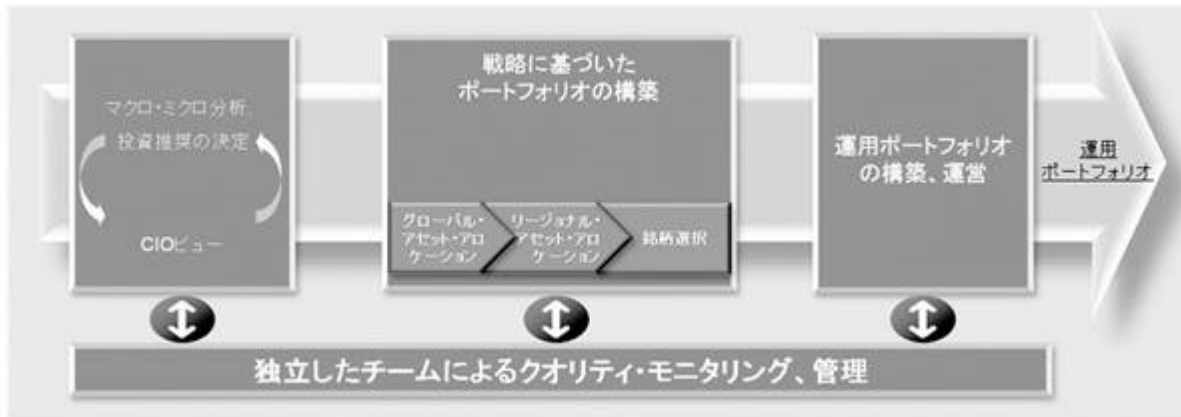 マクロ・ミクロ分析、
投資推奨の決定
CIOビュー
戦略に基づいた
ポートフォリオの構築
グローバル・
アセット・アロ
ケーション
リージョナル・
アセット・アロ
ケーション
銘柄選択
運用ポートフォリオ
の構築、運営
運用
ポートフォリオ
独立したチームによるクオリティ・モニタリング、管理